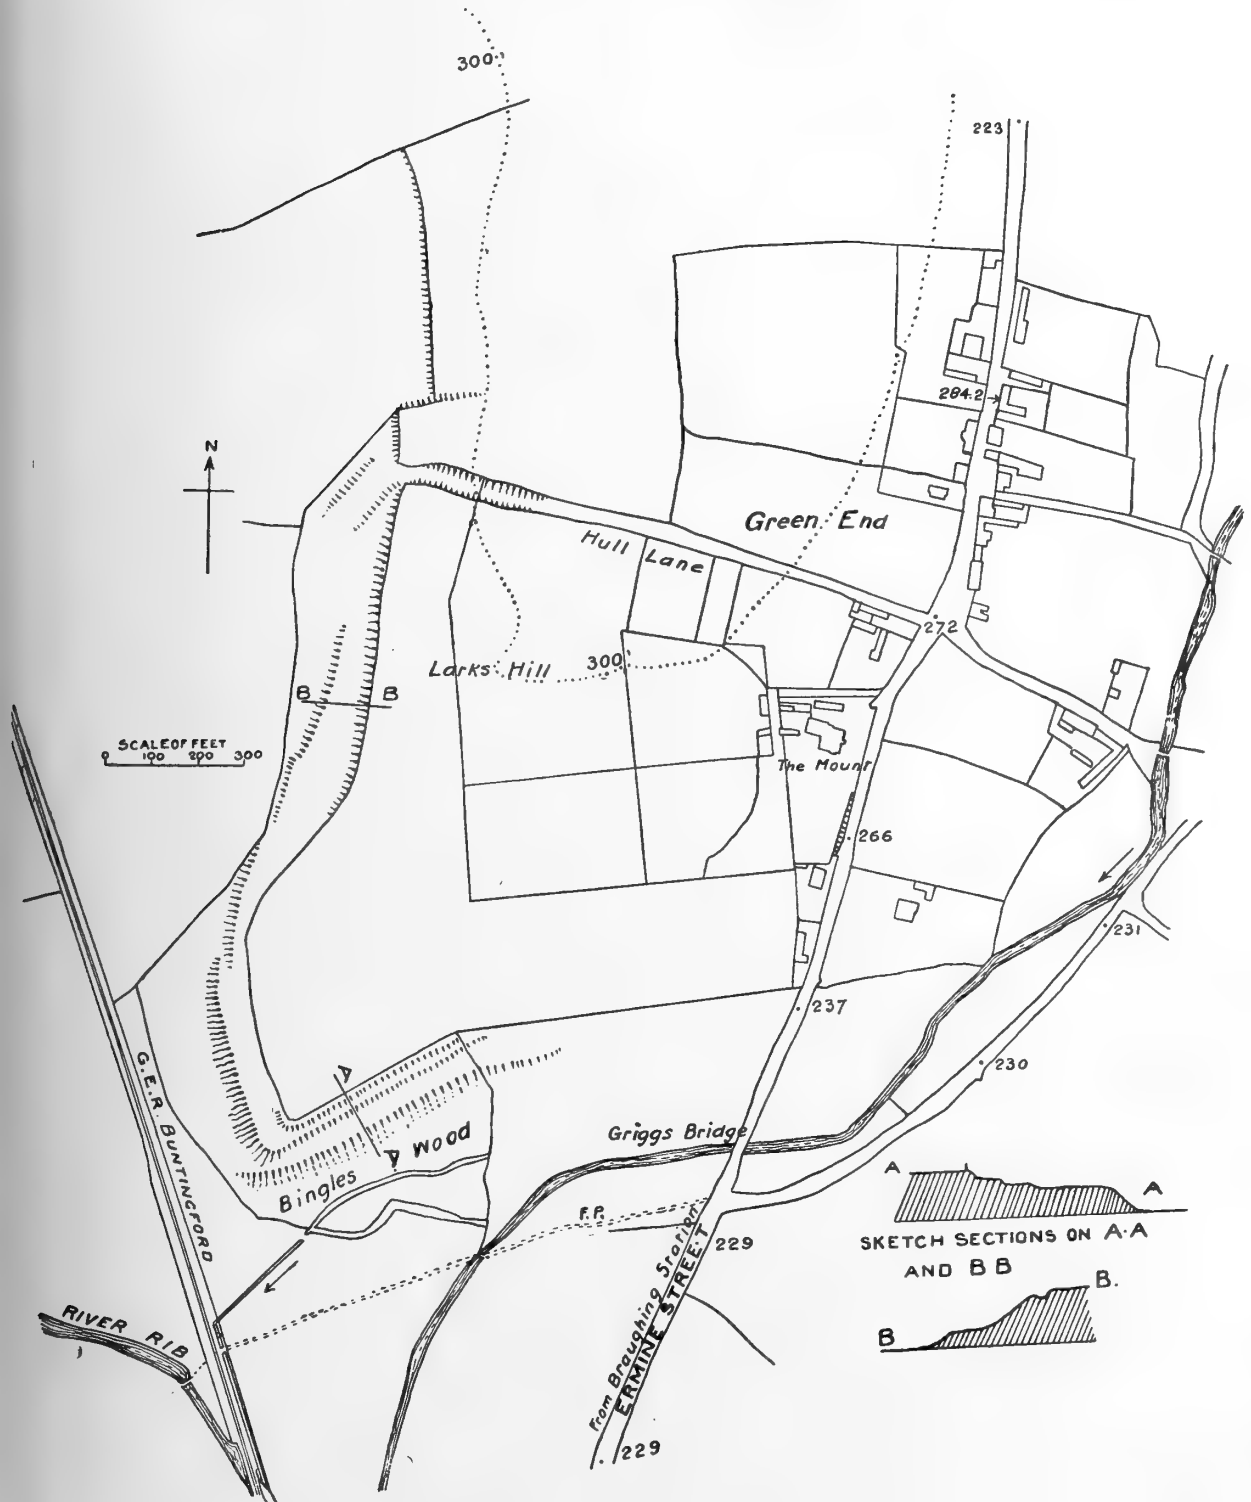 300
223
284.2
N
Green End
Hull Lane
272
Larks Hill
300
B B
SCALE OF FEET
0 100 200 300
The Mount
266
231
237
G.E.R. BUNTINGFORD
230
A
Griggs Bridge
A
Bingles Wood
A A
F.P.
SKETCH SECTIONS ON A·A
AND B B
229
B.
B
RIVER RIB
From Braughing Station
ERMINE STREET
229